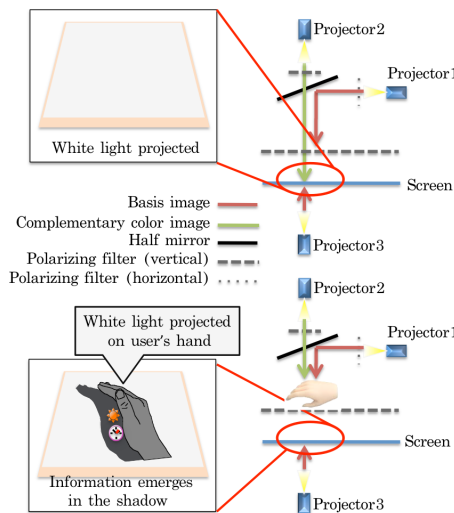 Projector2
Projector1
White light projected
Screen
Basis image
Complementary color image
Half mirror
Polarizing filter (vertical)
Polarizing filter (horizontal)
Projector3
Projector2
White light projected
on user's hand
Projector1
Screen
Information emerges
in the shadow
Projector3